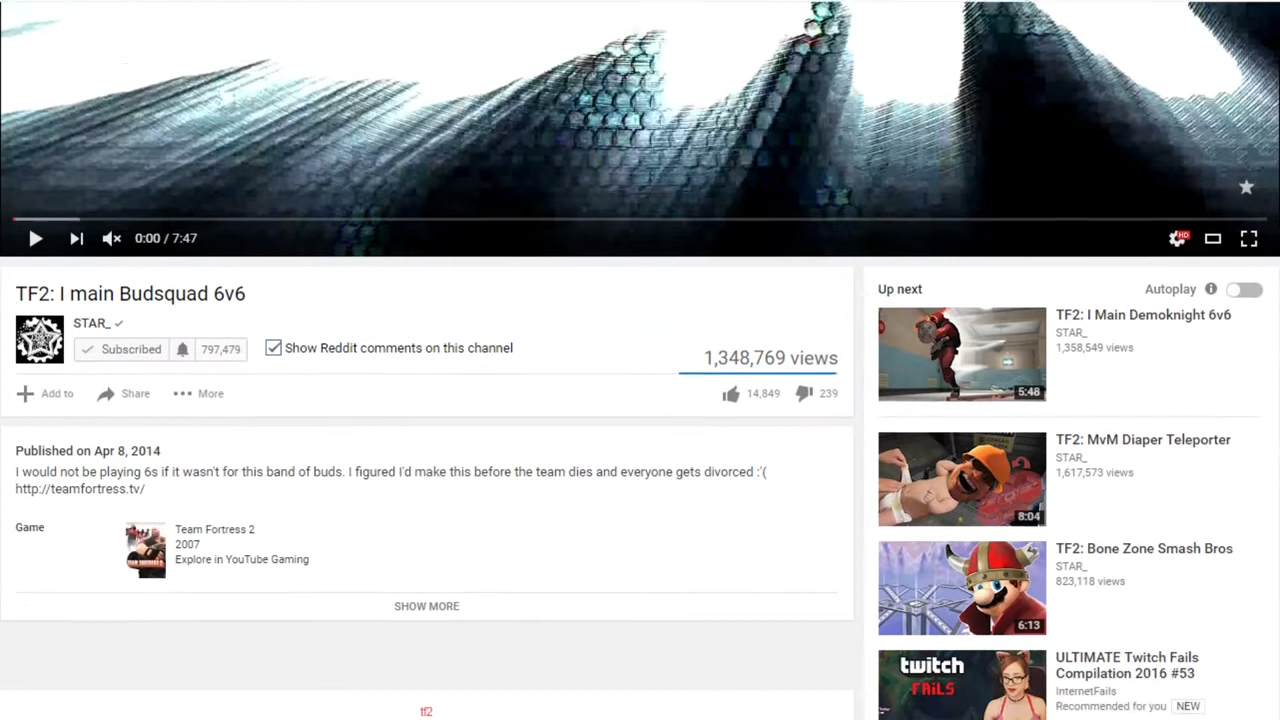 0:00 / 7:47
HD
TF2: I main Budsquad 6v6
STAR_
Subscribed
797,479
Show Reddit comments on this channel
1,348,769 views
Add to
Share
More
14,849
239
Published on Apr 8, 2014
I would not be playing 6s if it wasn't for this band of buds. I figured I'd make this before the team dies and everyone gets divorced :'(
http://teamfortress.tv/
Game
Team Fortress 2
2007
Explore in YouTube Gaming
SHOW MORE
tf2
Up next
Autoplay
TF2: I Main Demoknight 6v6
STAR_
1,358,549 views
5:48
TF2: MvM Diaper Teleporter
STAR_
1,617,573 views
8:04
TF2: Bone Zone Smash Bros
STAR_
823,118 views
6:13
twitch
FAiLS
ULTIMATE Twitch Fails
Compilation 2016 #53
InternetFails
Recommended for you NEW